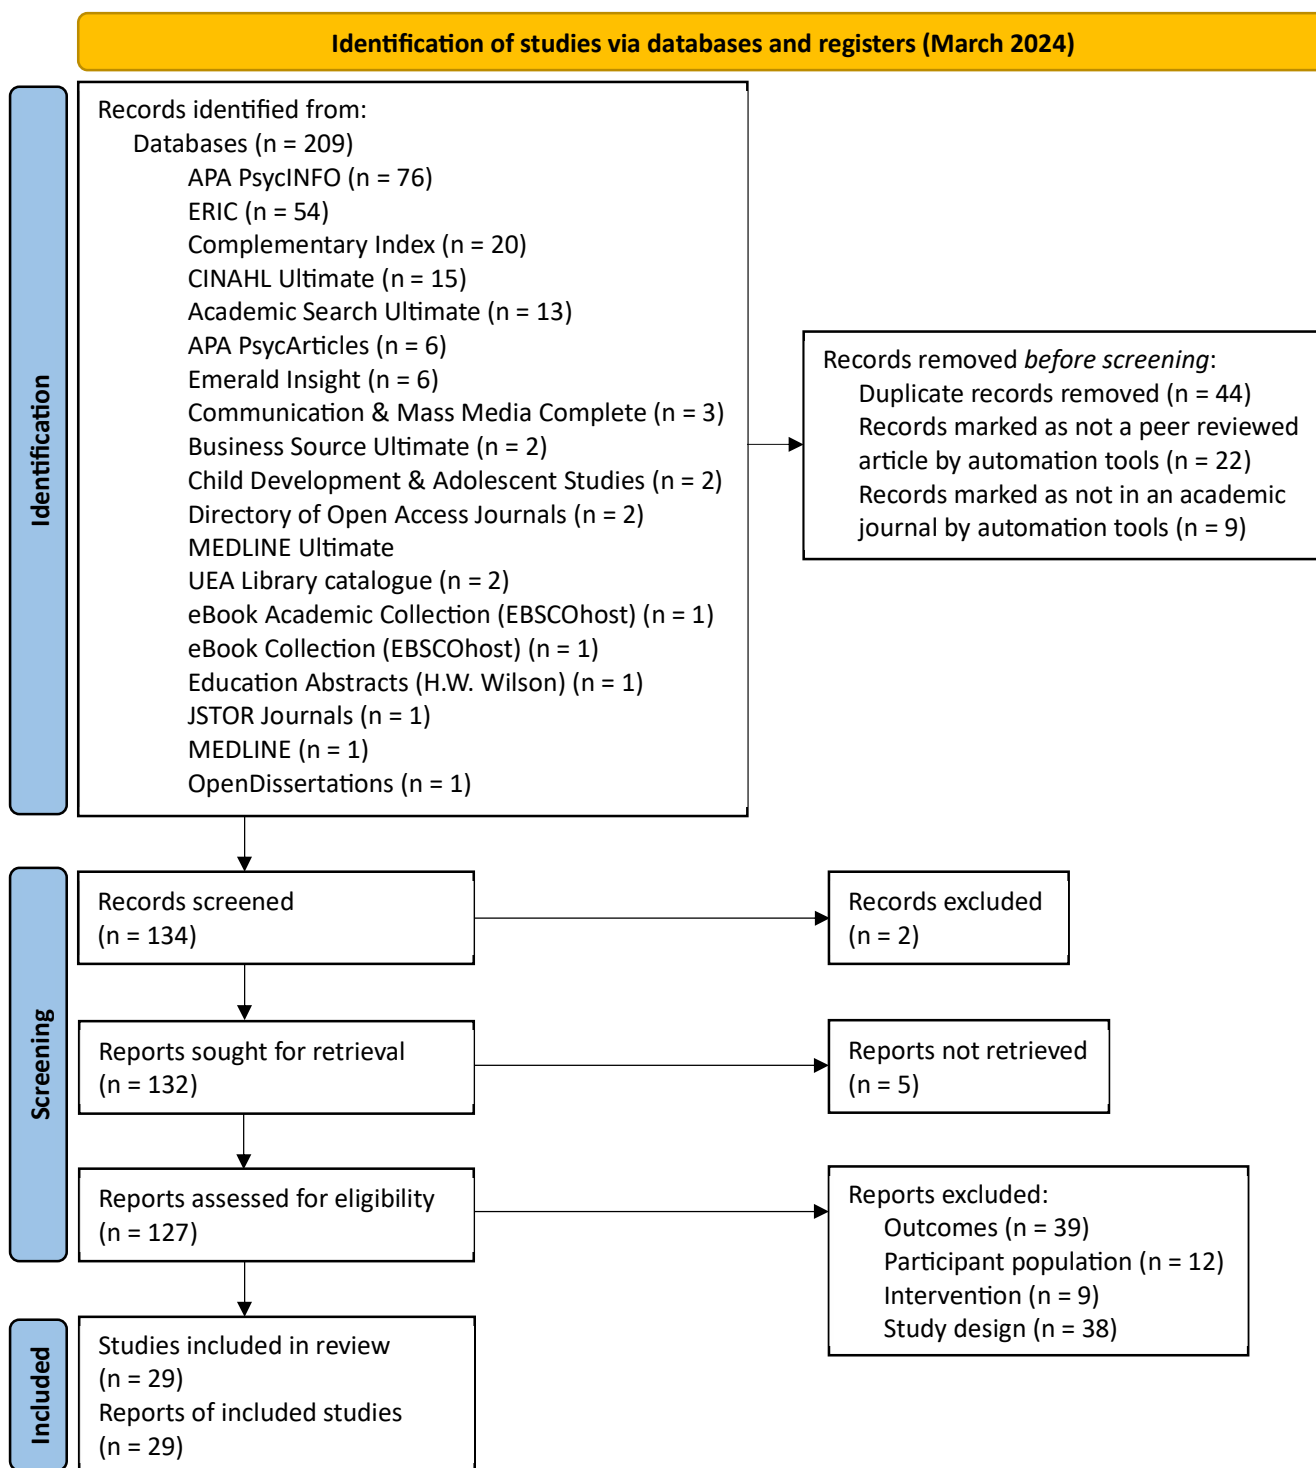 Identification of studies via databases and registers (March 2024)
Identification
Records identified from:
Databases (n = 209)
APA PsycINFO (n = 76)
ERIC (n = 54)
Complementary Index (n = 20)
CINAHL Ultimate (n = 15)
Academic Search Ultimate (n = 13)
APA PsycArticles (n = 6)
Emerald Insight (n = 6)
Communication & Mass Media Complete (n = 3)
Business Source Ultimate (n = 2)
Child Development & Adolescent Studies (n = 2)
Directory of Open Access Journals (n = 2)
MEDLINE Ultimate
UEA Library catalogue (n = 2)
eBook Academic Collection (EBSCOhost) (n = 1)
eBook Collection (EBSCOhost) (n = 1)
Education Abstracts (H.W. Wilson) (n = 1)
JSTOR Journals (n = 1)
MEDLINE (n = 1)
OpenDissertations (n = 1)
Records removed before screening:
Duplicate records removed (n = 44)
Records marked as not a peer reviewed
article by automation tools (n = 22)
Records marked as not in an academic
journal by automation tools (n = 9)
Screening
Records screened
(n = 134)
Records excluded
(n = 2)
Reports sought for retrieval
(n = 132)
Reports not retrieved
(n = 5)
Reports assessed for eligibility
(n = 127)
Reports excluded:
Outcomes (n = 39)
Participant population (n = 12)
Intervention (n = 9)
Study design (n = 38)
Included
Studies included in review
(n = 29)
Reports of included studies
(n = 29)